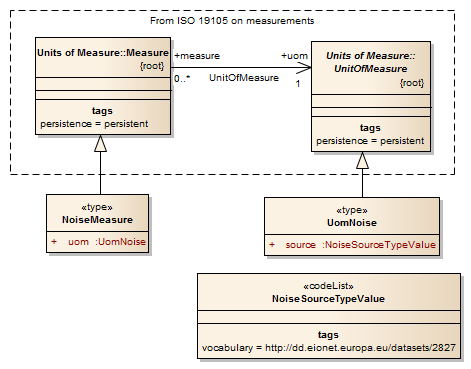 From ISO 19105 on measurements
Units of Measure::Measure
{root}
tags
persistence = persistent
+measure
+uom
0..*
UnitOfMeasure
1
Units of Measure::
UnitOfMeasure
{root}
tags
persistence = persistent
«type»
NoiseMeasure
+ uom :UomNoise
«type»
UomNoise
+ source :NoiseSourceTypeValue
«codeList»
NoiseSourceTypeValue
tags
vocabulary = http://dd.eionet.europa.eu/datasets/2827